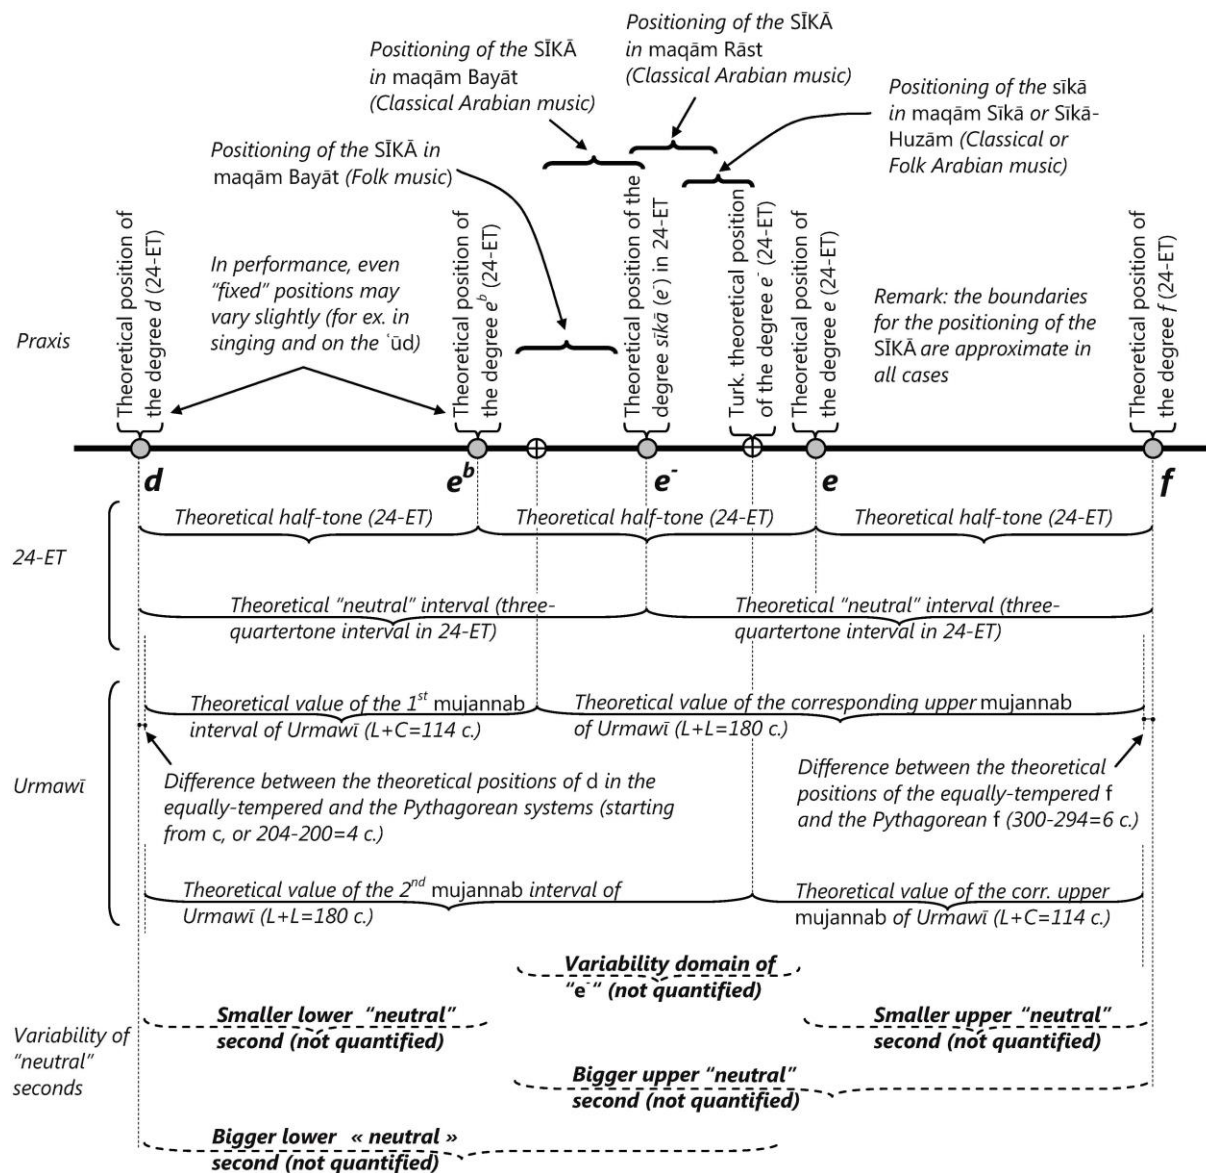 Positioning of the SĪKĀ
in maqām Bayāt
(Classical Arabian music)
Positioning of the SĪKĀ
in maqām Rāst
(Classical Arabian music)
Positioning of the sīkā
in maqām Sīkā or Sīkā-
Huzām (Classical or
Folk Arabian music)
Positioning of the SĪKĀ in
maqām Bayāt (Folk music)
In performance, even
“fixed” positions may
vary slightly (for ex. in
singing and on the ‘ūd)
Praxis
Theoretical position of
the degree d (24-ET)
Theoretical position of
the degree eᵇ (24-ET)
Theoretical position of the
degree sīkā (e⁻) in 24-ET
Turk. theoretical position
of the degree e⁻ (24-ET)
Theoretical position of
the degree e (24-ET)
Remark: the boundaries
for the positioning of the
SĪKĀ are approximate in
all cases
Theoretical position of
the degree f (24-ET)
d eᵇ e⁻ e f
24-ET
Theoretical half-tone (24-ET) Theoretical half-tone (24-ET) Theoretical half-tone (24-ET)
Theoretical “neutral” interval (three-
quartertone interval in 24-ET)
Theoretical “neutral” interval (three-
quartertone interval in 24-ET)
Urmawī
Theoretical value of the 1ˢᵗ mujannab
interval of Urmawī (L+C=114 c.)
Theoretical value of the corresponding upper mujannab
of Urmawī (L+L=180 c.)
Difference between the theoretical positions of d in the
equally-tempered and the Pythagorean systems (starting
from c, or 204-200=4 c.)
Difference between the theoretical
positions of the equally-tempered f
and the Pythagorean f (300-294=6 c.)
Theoretical value of the 2ⁿᵈ mujannab interval of
Urmawī (L+L=180 c.)
Theoretical value of the corr. upper
mujannab of Urmawī (L+C=114 c.)
Variability of
“neutral”
seconds
Variability domain of
“e⁻“ (not quantified)
Smaller lower “neutral”
second (not quantified)
Smaller upper “neutral”
second (not quantified)
Bigger upper “neutral”
second (not quantified)
Bigger lower « neutral »
second (not quantified)